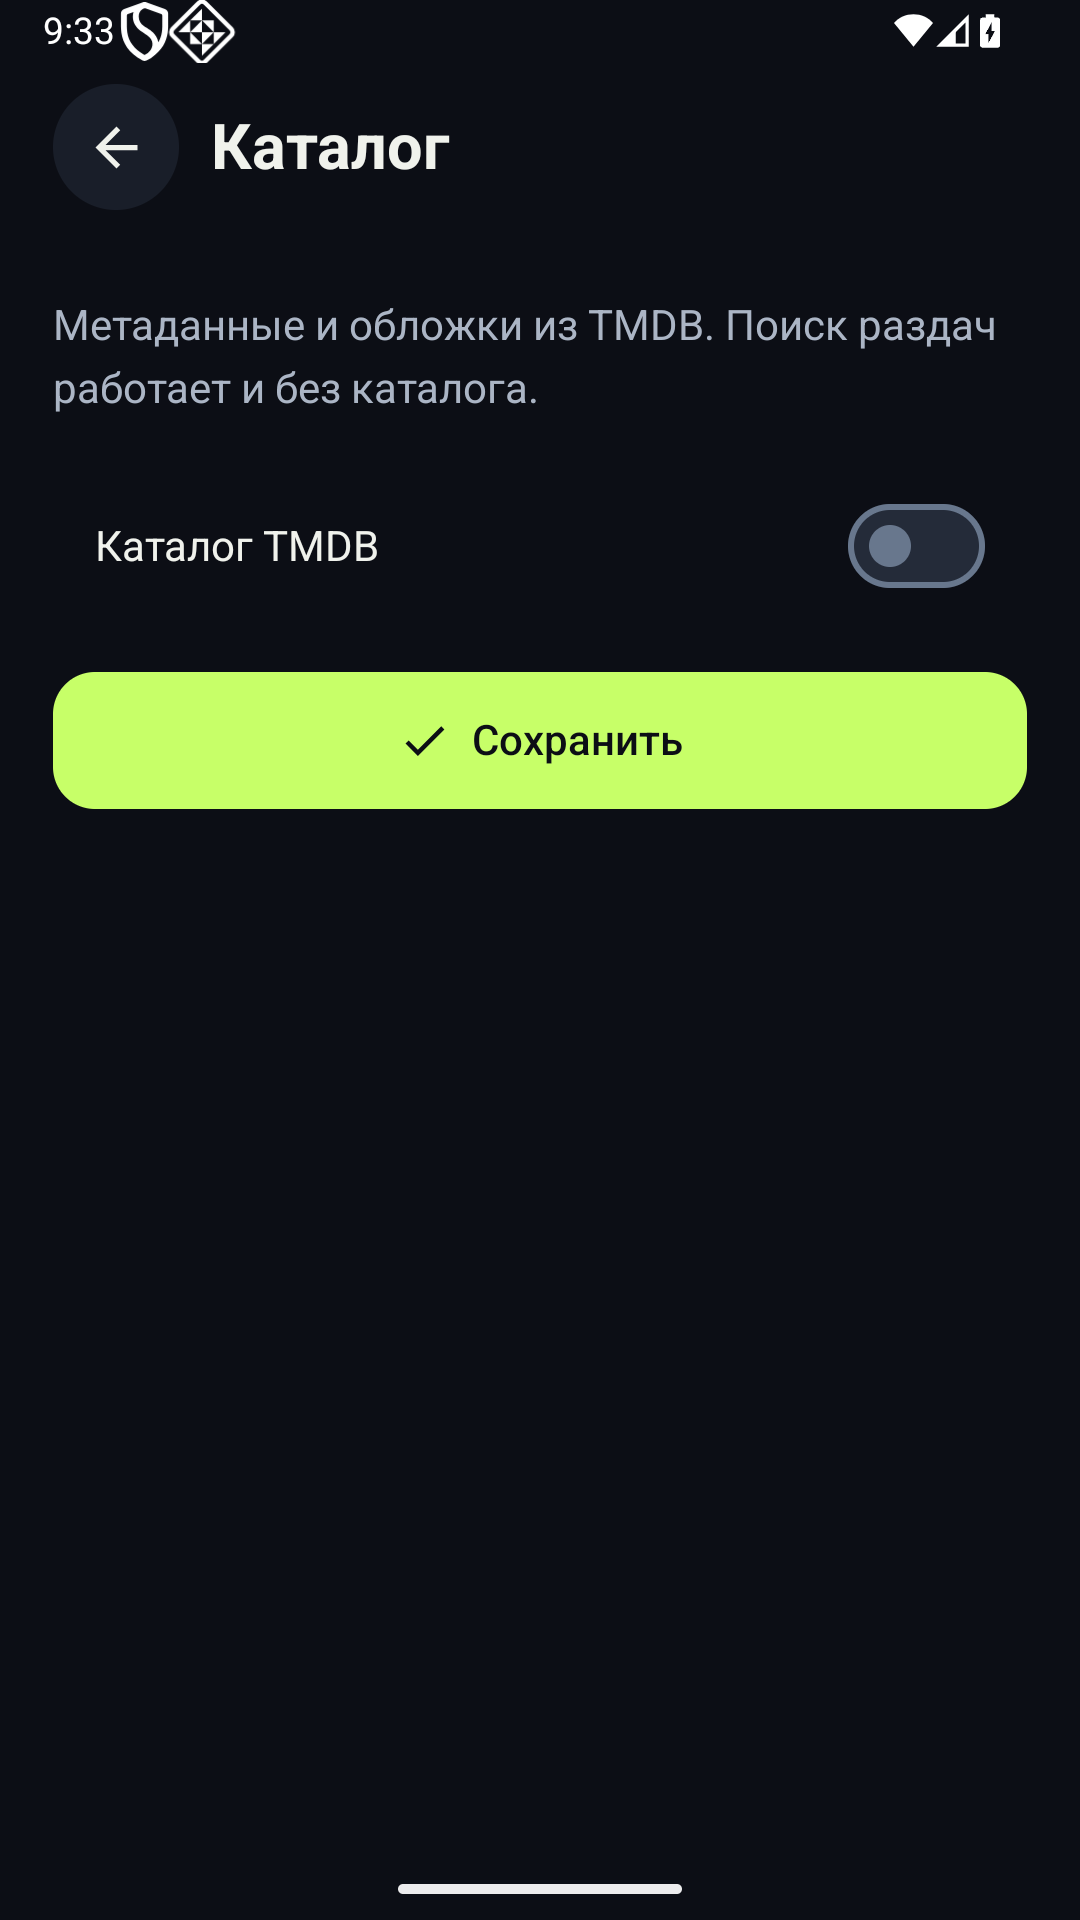 9:33
Каталог
Метаданные и обложки из TMDB. Поиск раздач
работает и без каталога.
Каталог TMDB
Сохранить